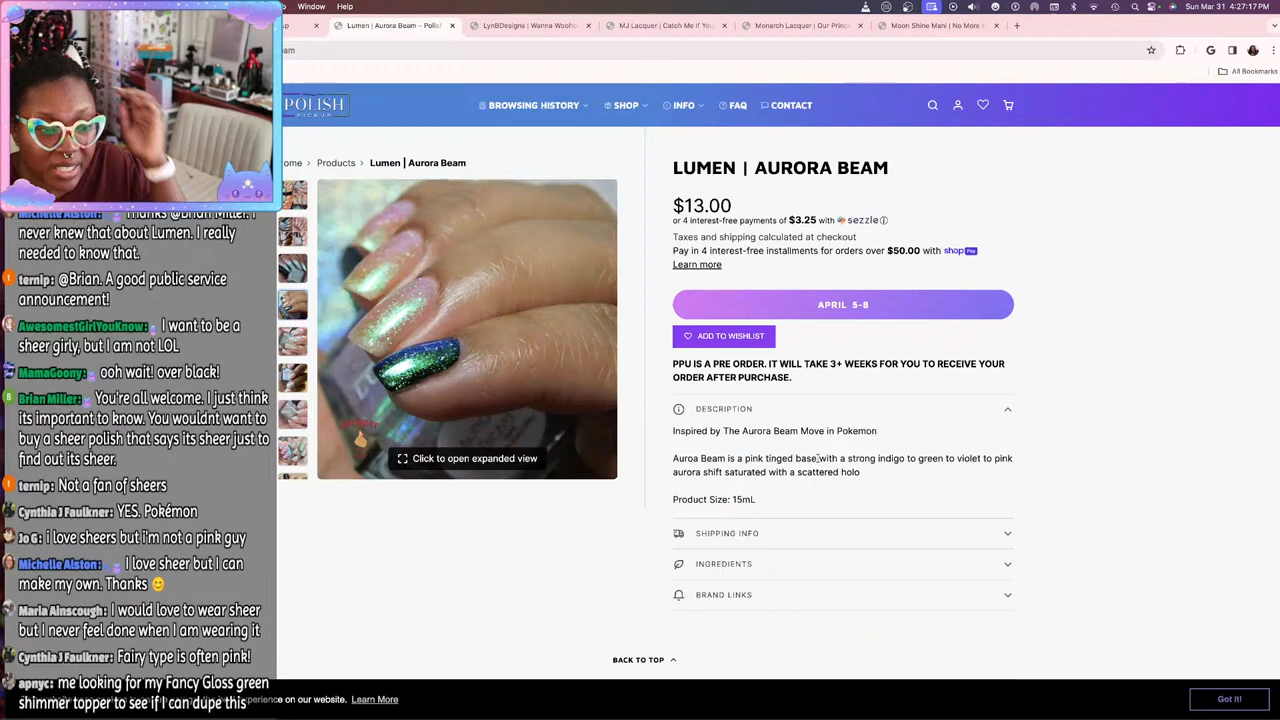 Window Help
Sun Mar 31 4:27:17 PM
Lumen | Aurora Beam – Polish
LynBDesigns | Wanna Wooho
MJ Lacquer | Catch Me If You
Monarch Lacquer | Our Princ
Moon Shine Mani | No More
eam
All Bookmarks
POLISH
PICKUP
BROWSING HISTORY
SHOP
INFO
FAQ
CONTACT
ome > Products > Lumen | Aurora Beam
LUMEN | AURORA BEAM
$13.00
or 4 interest-free payments of $3.25 with sezzle
Taxes and shipping calculated at checkout
Pay in 4 interest-free installments for orders over $50.00 with shop Pay
Learn more
APRIL 5-8
ADD TO WISHLIST
PPU IS A PRE ORDER. IT WILL TAKE 3+ WEEKS FOR YOU TO RECEIVE YOUR
ORDER AFTER PURCHASE.
DESCRIPTION
Inspired by The Aurora Beam Move in Pokemon
Auroa Beam is a pink tinged base with a strong indigo to green to violet to pink
aurora shift saturated with a scattered holo
Product Size: 15mL
SHIPPING INFO
INGREDIENTS
BRAND LINKS
Click to open expanded view
BACK TO TOP
Michelle Alston: Thanks @Brian Miller. I
never knew that about Lumen. I really
needed to know that.
ternip: @Brian. A good public service
announcement!
AwesomestGirlYouKnow: I want to be a
sheer girly, but I am not LOL
MamaGoony: ooh wait! over black!
Brian Miller: You're all welcome. I just think
its important to know. You wouldnt want to
buy a sheer polish that says its sheer just to
find out its sheer.
ternip: Not a fan of sheers
Cynthia J Faulkner: YES. Pokémon
Jo G: i love sheers but i'm not a pink guy
Michelle Alston: I love sheer but I can
make my own. Thanks 😊
Maria Ainscough: I would love to wear sheer
but I never feel done when I am wearing it
Cynthia J Faulkner: Fairy type is often pink!
apnyc: me looking for my Fancy Gloss green
shimmer topper to see if I can dupe this
experience on our website. Learn More
Got it!